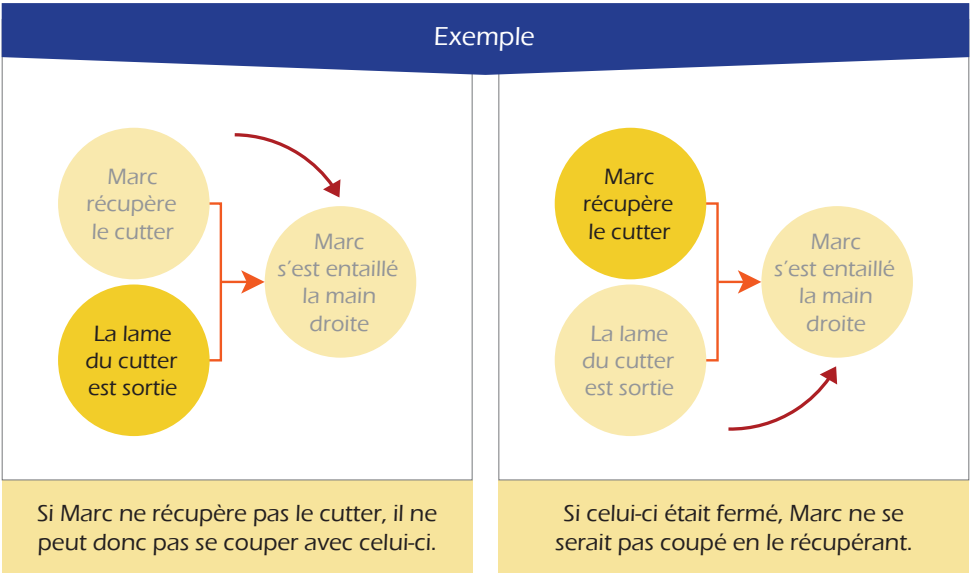 Exemple
Marc
récupère
le cutter
La lame
du cutter
est sortie
Marc
s'est entaillé
la main
droite
Si Marc ne récupère pas le cutter, il ne
peut donc pas se couper avec celui-ci.
Marc
récupère
le cutter
La lame
du cutter
est sortie
Marc
s'est entaillé
la main
droite
Si celui-ci était fermé, Marc ne se
serait pas coupé en le récupérant.